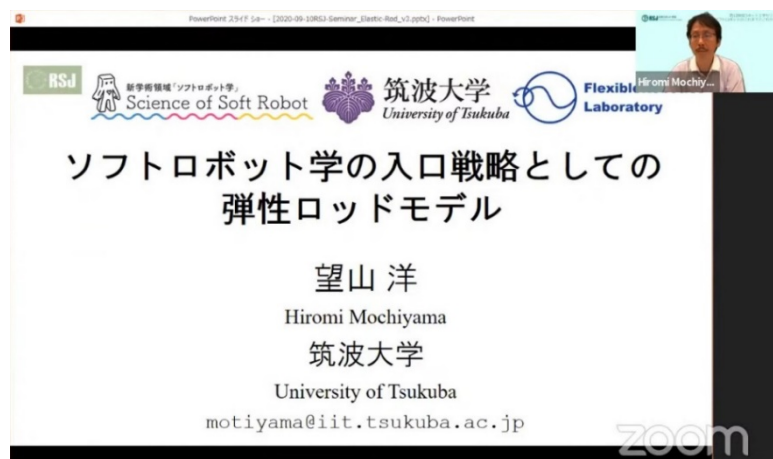 PowerPoint スライド ショー - [2020-09-10RSJ-Seminar_Elastic-Rod_v3.pptx] - PowerPoint
RSJ
新学術領域「ソフトロボット学」
Science of Soft Robot
筑波大学
University of Tsukuba
Flexible
Laboratory
Hiromi Mochiy...
ソフトロボット学の入口戦略としての
弾性ロッドモデル
望山 洋
Hiromi Mochiyama
筑波大学
University of Tsukuba
motiyama@iit.tsukuba.ac.jp
zoom